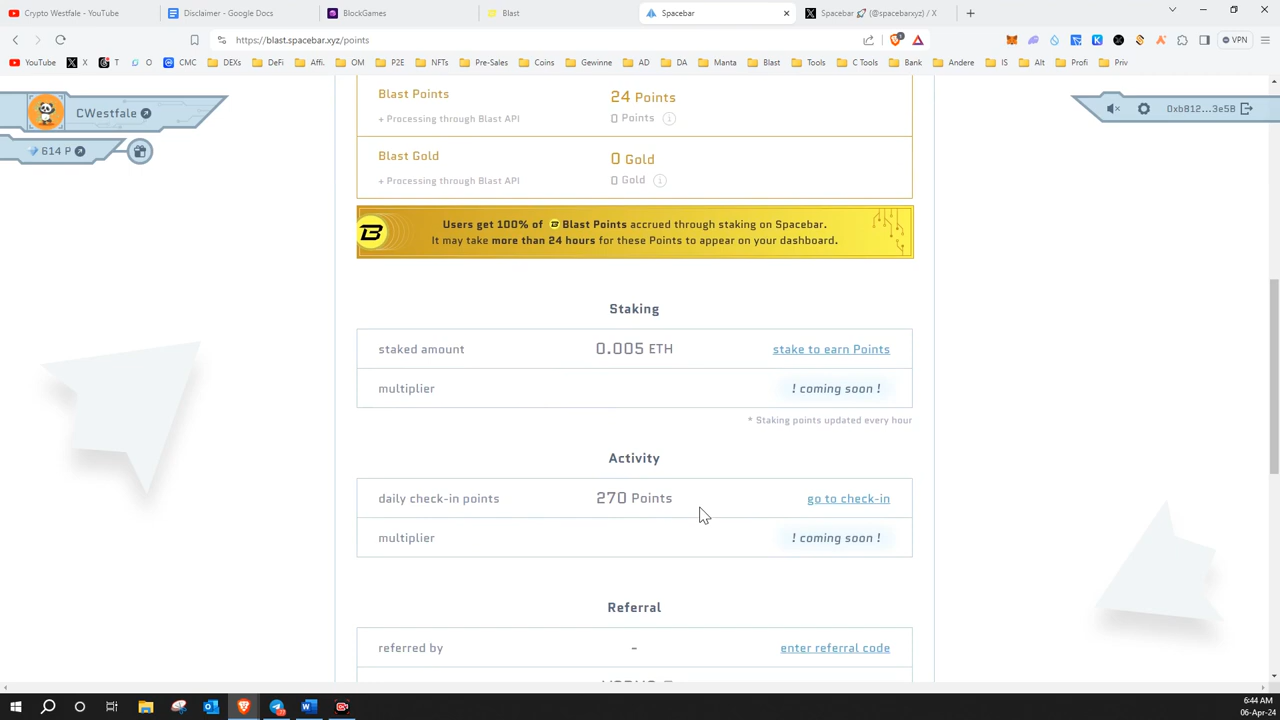 Crypto Westfale - YouTube
Disclaimer - Google Docs
BlockGames
Blast
Spacebar
Spacebar 🚀 (@spacebarxyz) / X
https://blast.spacebar.xyz/points
VPN
YouTube
X
T
O
CMC
DEXs
DeFi
Affi.
OM
P2E
NFTs
Pre-Sales
Coins
Gewinne
AD
DA
Manta
Blast
Tools
C Tools
Bank
Andere
IS
Alt
Profi
Priv
CWestfale
614 P
0xb812...3e5B
Blast Points
24 Points
+ Processing through Blast API
0 Points
Blast Gold
0 Gold
+ Processing through Blast API
0 Gold
Users get 100% of Blast Points accrued through staking on Spacebar.
It may take more than 24 hours for these Points to appear on your dashboard.
Staking
staked amount
0.005 ETH
stake to earn Points
multiplier
! coming soon !
* Staking points updated every hour
Activity
daily check-in points
270 Points
go to check-in
multiplier
! coming soon !
Referral
referred by
-
enter referral code
6:44 AM
06-Apr-24